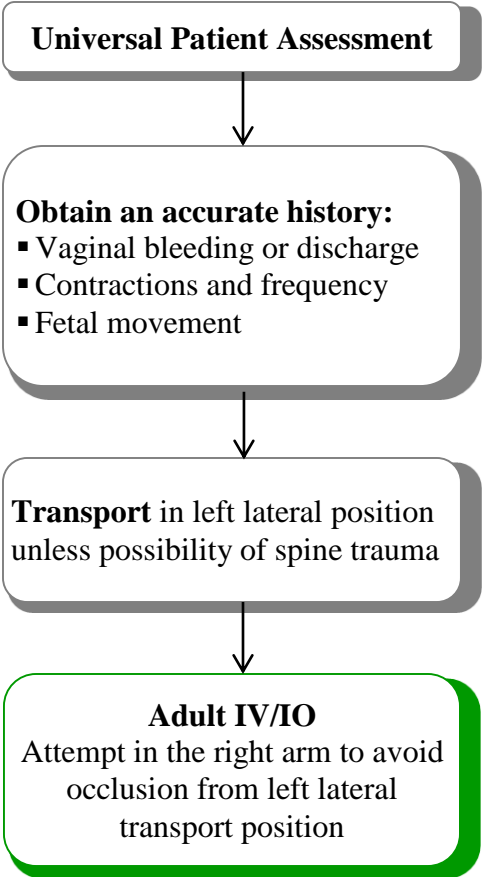 Universal Patient Assessment
Obtain an accurate history:
▪ Vaginal bleeding or discharge
▪ Contractions and frequency
▪ Fetal movement
Transport in left lateral position
unless possibility of spine trauma
Adult IV/IO
Attempt in the right arm to avoid
occlusion from left lateral
transport position